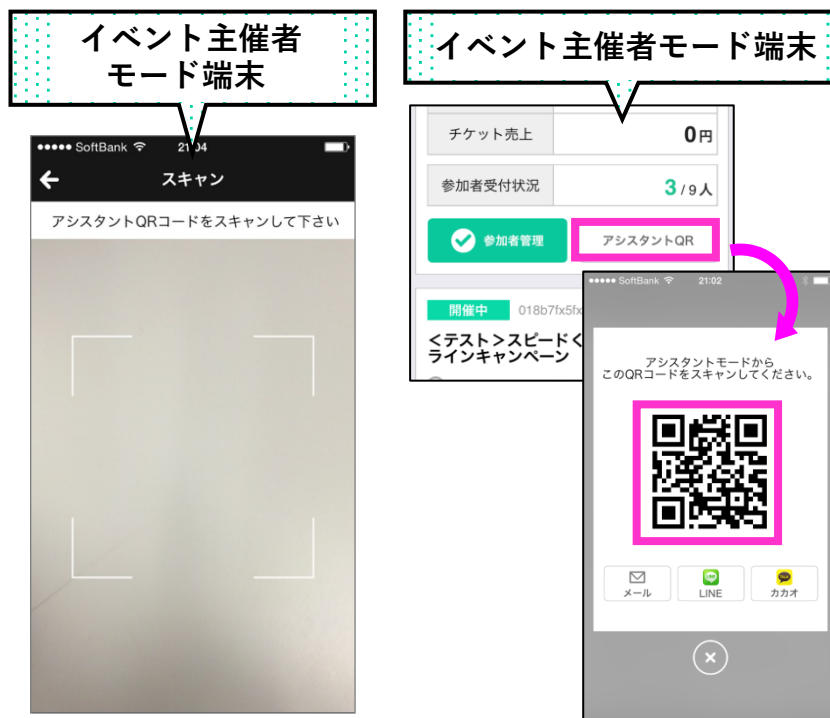 イベント主催者
モード端末
●●●●● SoftBank
21:04
スキャン
アシスタントQRコードをスキャンして下さい
イベント主催者モード端末
チケット売上
0円
参加者受付状況
3/9人
参加者管理
アシスタントQR
開催中
018b7fx5fx
<テスト>スピードく
ラインキャンペーン
●●●●● SoftBank
21:02
アシスタントモードから
このQRコードをスキャンしてください。
メール
LINE
カカオ